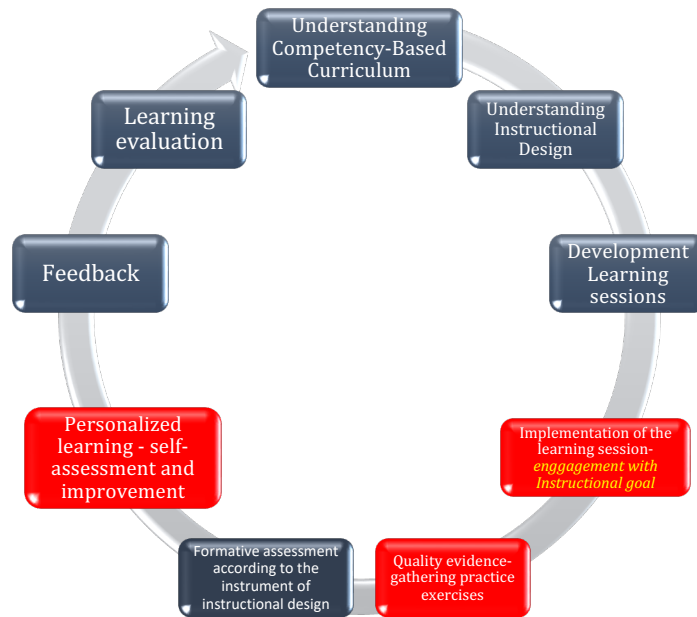 Understanding
Competency-Based
Curriculum
Understanding
Instructional
Design
Development
Learning
sessions
Implementation of the
learning session-
enggagement with
Instructional goal
Quality evidence-
gathering practice
exercises
Formative assessment
according to the
instrument of
instructional design
Personalized
learning - self-
assessment and
improvement
Feedback
Learning
evaluation